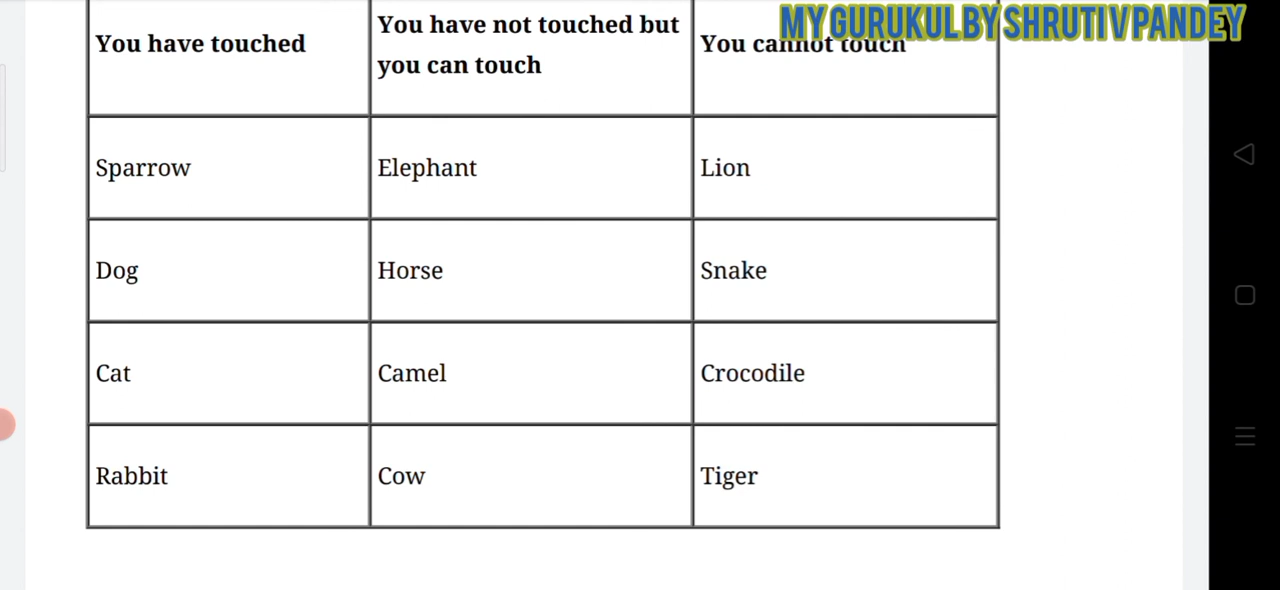 MY GURUKUL BY SHRUTI V PANDEY
You have touched
You have not touched but
you can touch
You cannot touch
Sparrow
Elephant
Lion
Dog
Horse
Snake
Cat
Camel
Crocodile
Rabbit
Cow
Tiger